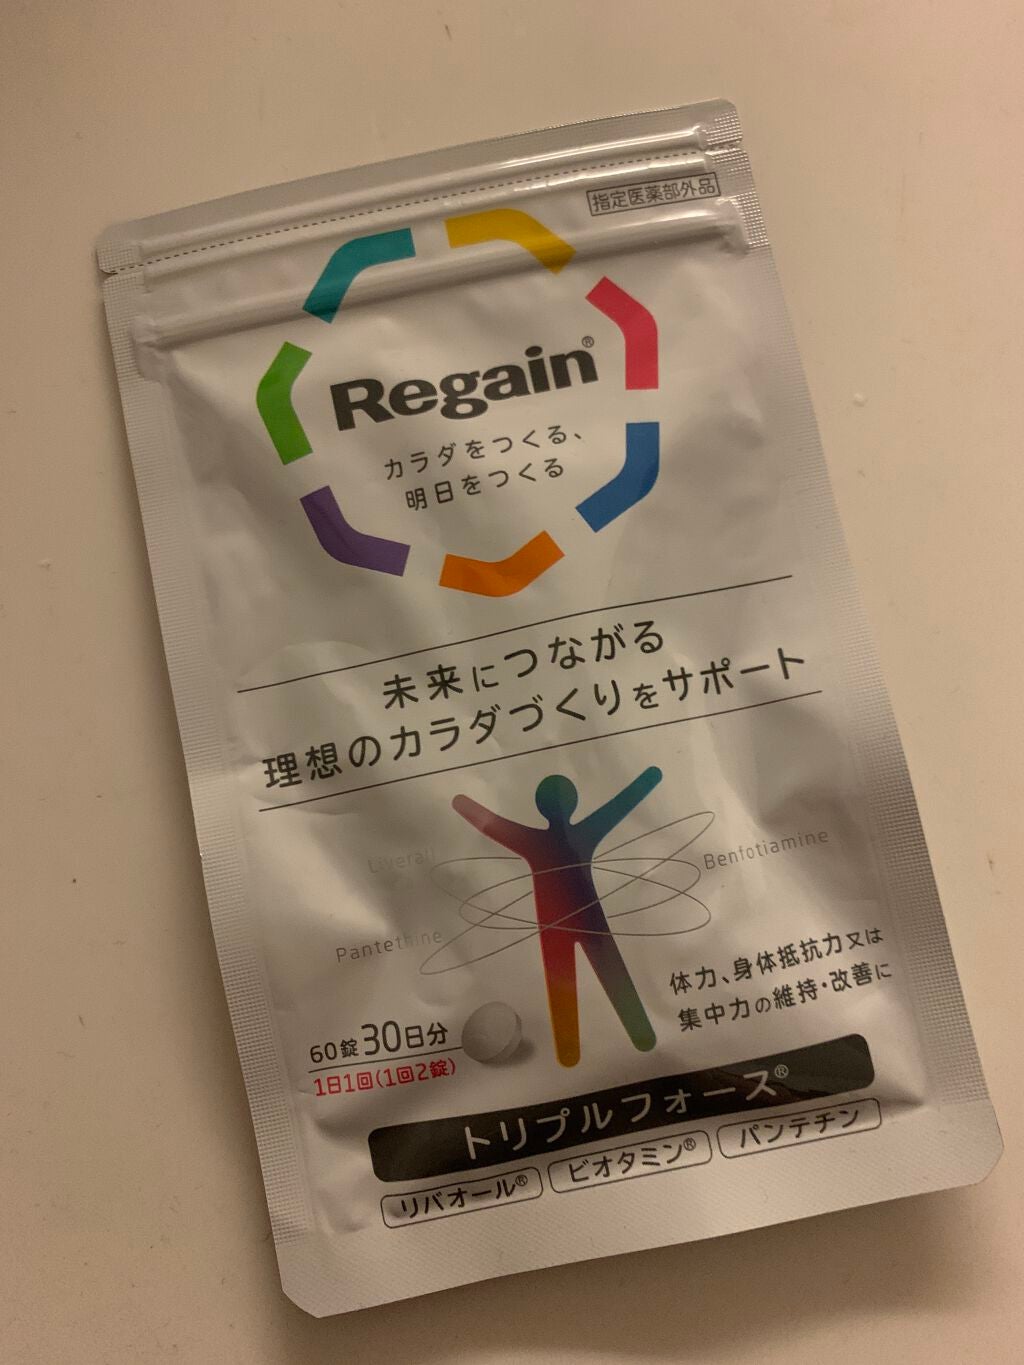 指定医薬部外品
Regain®
カラダをつくる、
明日をつくる
未来につながる
理想のカラダづくりをサポート
Liverall
Benfotiamine
Pantethine
体力、身体抵抗力又は
集中力の維持・改善に
60錠30日分
1日1回(1回2錠)
トリプルフォース®
リバオール® ビオタミン® パンテチン